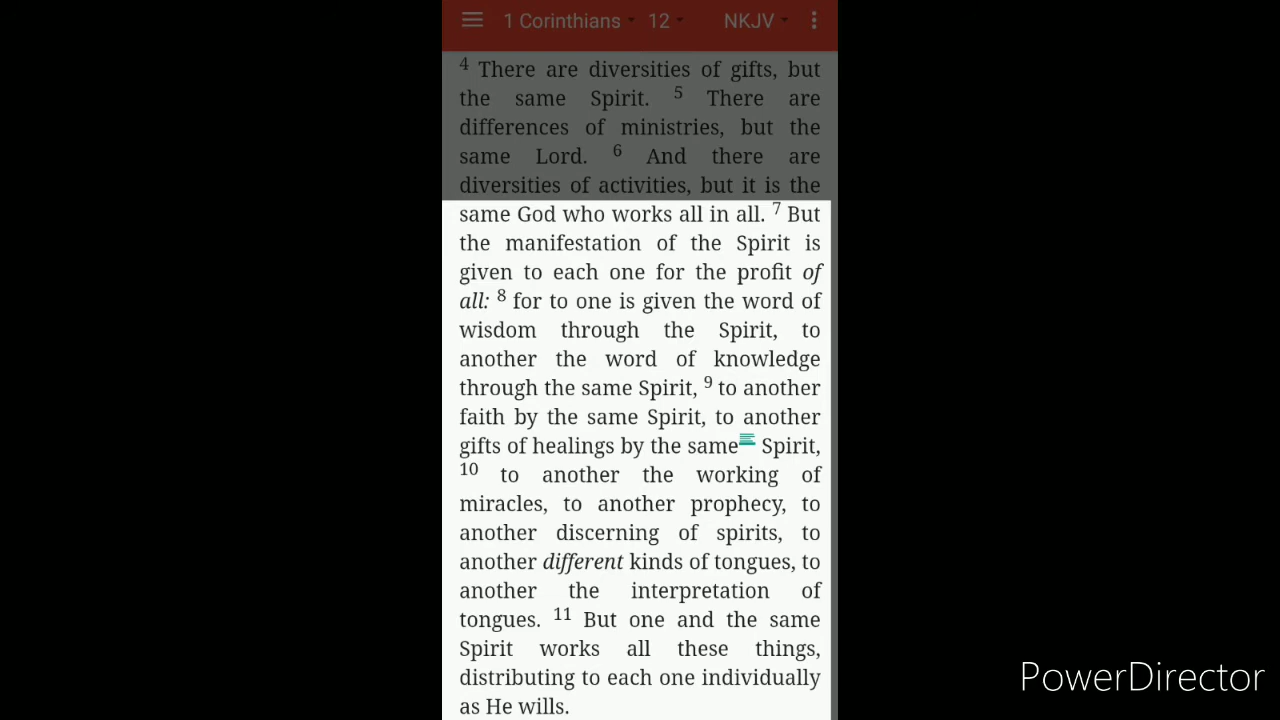 1 Corinthians 12 NKJV
4 There are diversities of gifts, but
the same Spirit. 5 There are
differences of ministries, but the
same Lord. 6 And there are
diversities of activities, but it is the
same God who works all in all. 7 But
the manifestation of the Spirit is
given to each one for the profit of
all: 8 for to one is given the word of
wisdom through the Spirit, to
another the word of knowledge
through the same Spirit, 9 to another
faith by the same Spirit, to another
gifts of healings by the same Spirit,
10 to another the working of
miracles, to another prophecy, to
another discerning of spirits, to
another different kinds of tongues, to
another the interpretation of
tongues. 11 But one and the same
Spirit works all these things,
distributing to each one individually
as He wills.
PowerDirector